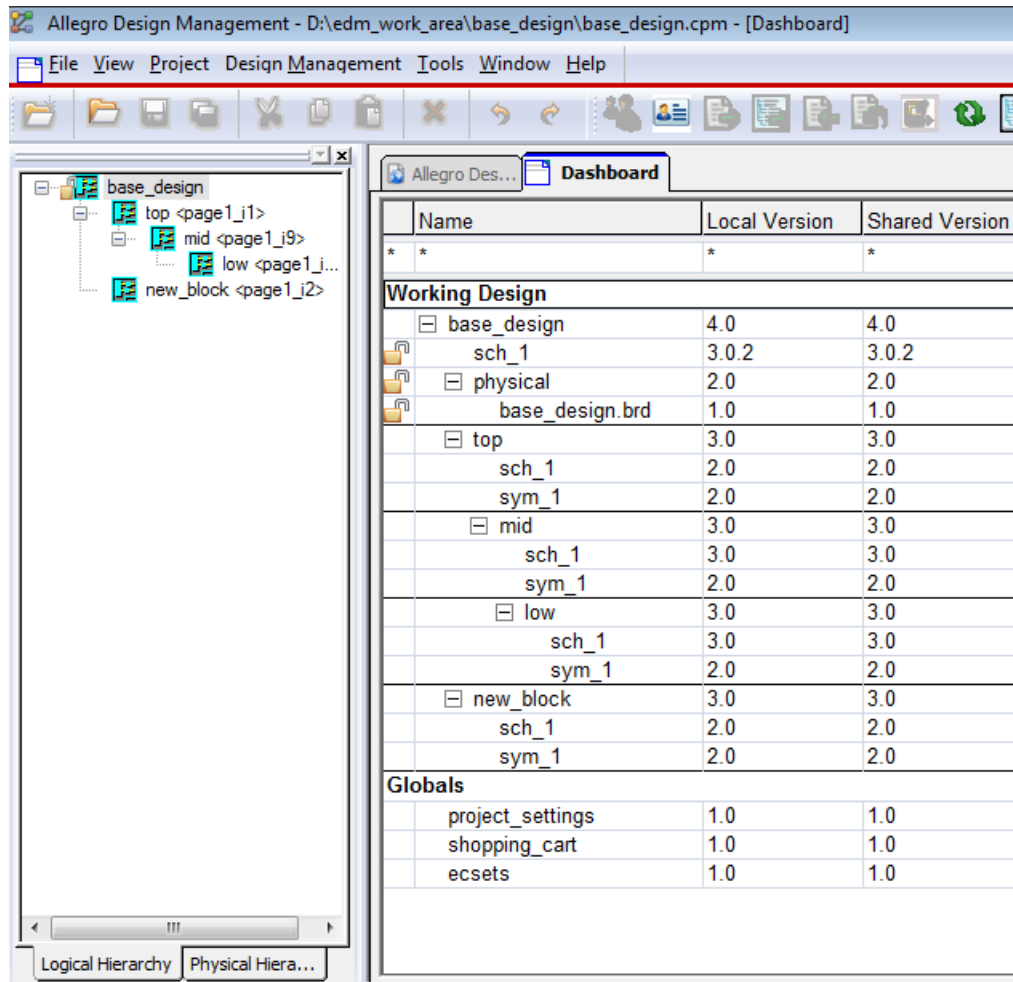 Allegro Design Management - D:\edm_work_area\base_design\base_design.cpm - [Dashboard]
File View Project Design Management Tools Window Help
base_design
top <page1_i1>
mid <page1_i9>
low <page1_i...
new_block <page1_i2>
Logical Hierarchy Physical Hiera...
Allegro Des... Dashboard
Name Local Version Shared Version
* * * *
Working Design
base_design 4.0 4.0
sch_1 3.0.2 3.0.2
physical 2.0 2.0
base_design.brd 1.0 1.0
top 3.0 3.0
sch_1 2.0 2.0
sym_1 2.0 2.0
mid 3.0 3.0
sch_1 3.0 3.0
sym_1 2.0 2.0
low 3.0 3.0
sch_1 3.0 3.0
sym_1 2.0 2.0
new_block 3.0 3.0
sch_1 2.0 2.0
sym_1 2.0 2.0
Globals
project_settings 1.0 1.0
shopping_cart 1.0 1.0
ecsets 1.0 1.0